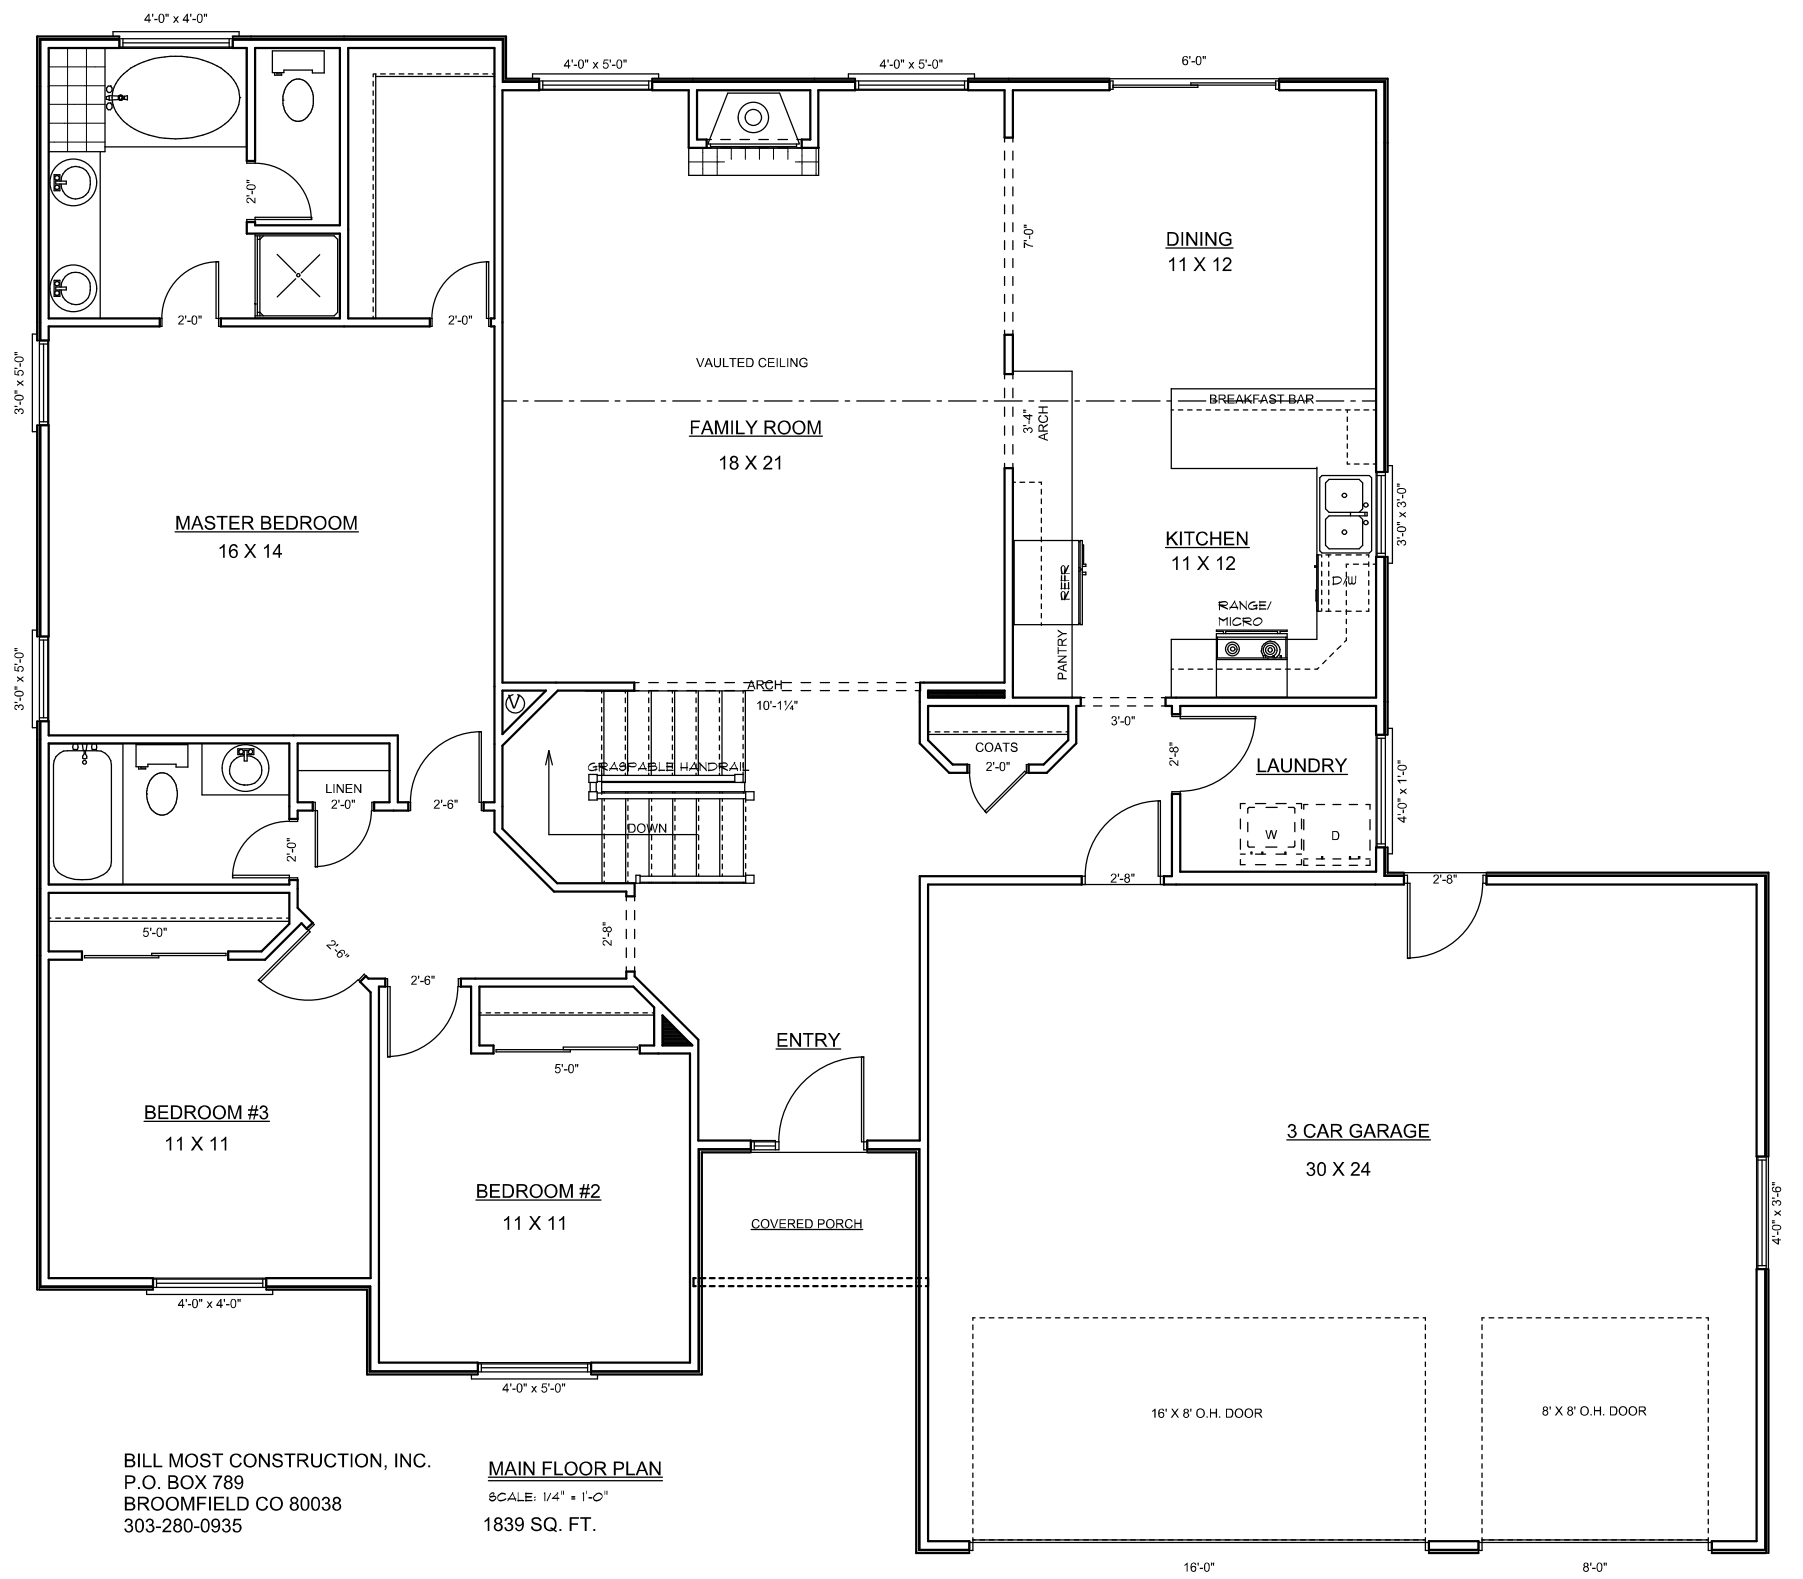 4'-0" x 4'-0"
4'-0" x 5'-0"
4'-0" x 5'-0"
6'-0"
2'-0"
7'-0"
DINING
11 X 12
2'-0"
2'-0"
3'-0" x 5'-0"
VAULTED CEILING
BREAKFAST BAR
3'-4"
ARCH
FAMILY ROOM
18 X 21
MASTER BEDROOM
16 X 14
3'-0" x 3'-0"
KITCHEN
11 X 12
REFR
D/W
RANGE/
MICRO
PANTRY
3'-0" x 5'-0"
V
ARCH
10'-1¼"
3'-0"
COATS
2'-0"
2'-8"
LAUNDRY
GRASPABLE HANDRAIL
LINEN
2'-0"
2'-6"
4'-0" x 1'-0"
DOWN
W
D
2'-0"
2'-8"
2'-8"
5'-0"
2'-6"
2'-8"
2'-6"
ENTRY
5'-0"
BEDROOM #3
11 X 11
3 CAR GARAGE
30 X 24
BEDROOM #2
11 X 11
COVERED PORCH
4'-0" x 3'-6"
4'-0" x 4'-0"
4'-0" x 5'-0"
16' X 8' O.H. DOOR
8' X 8' O.H. DOOR
BILL MOST CONSTRUCTION, INC.
P.O. BOX 789
BROOMFIELD CO 80038
303-280-0935
MAIN FLOOR PLAN
SCALE: 1/4" = 1'-0"
1839 SQ. FT.
16'-0"
8'-0"